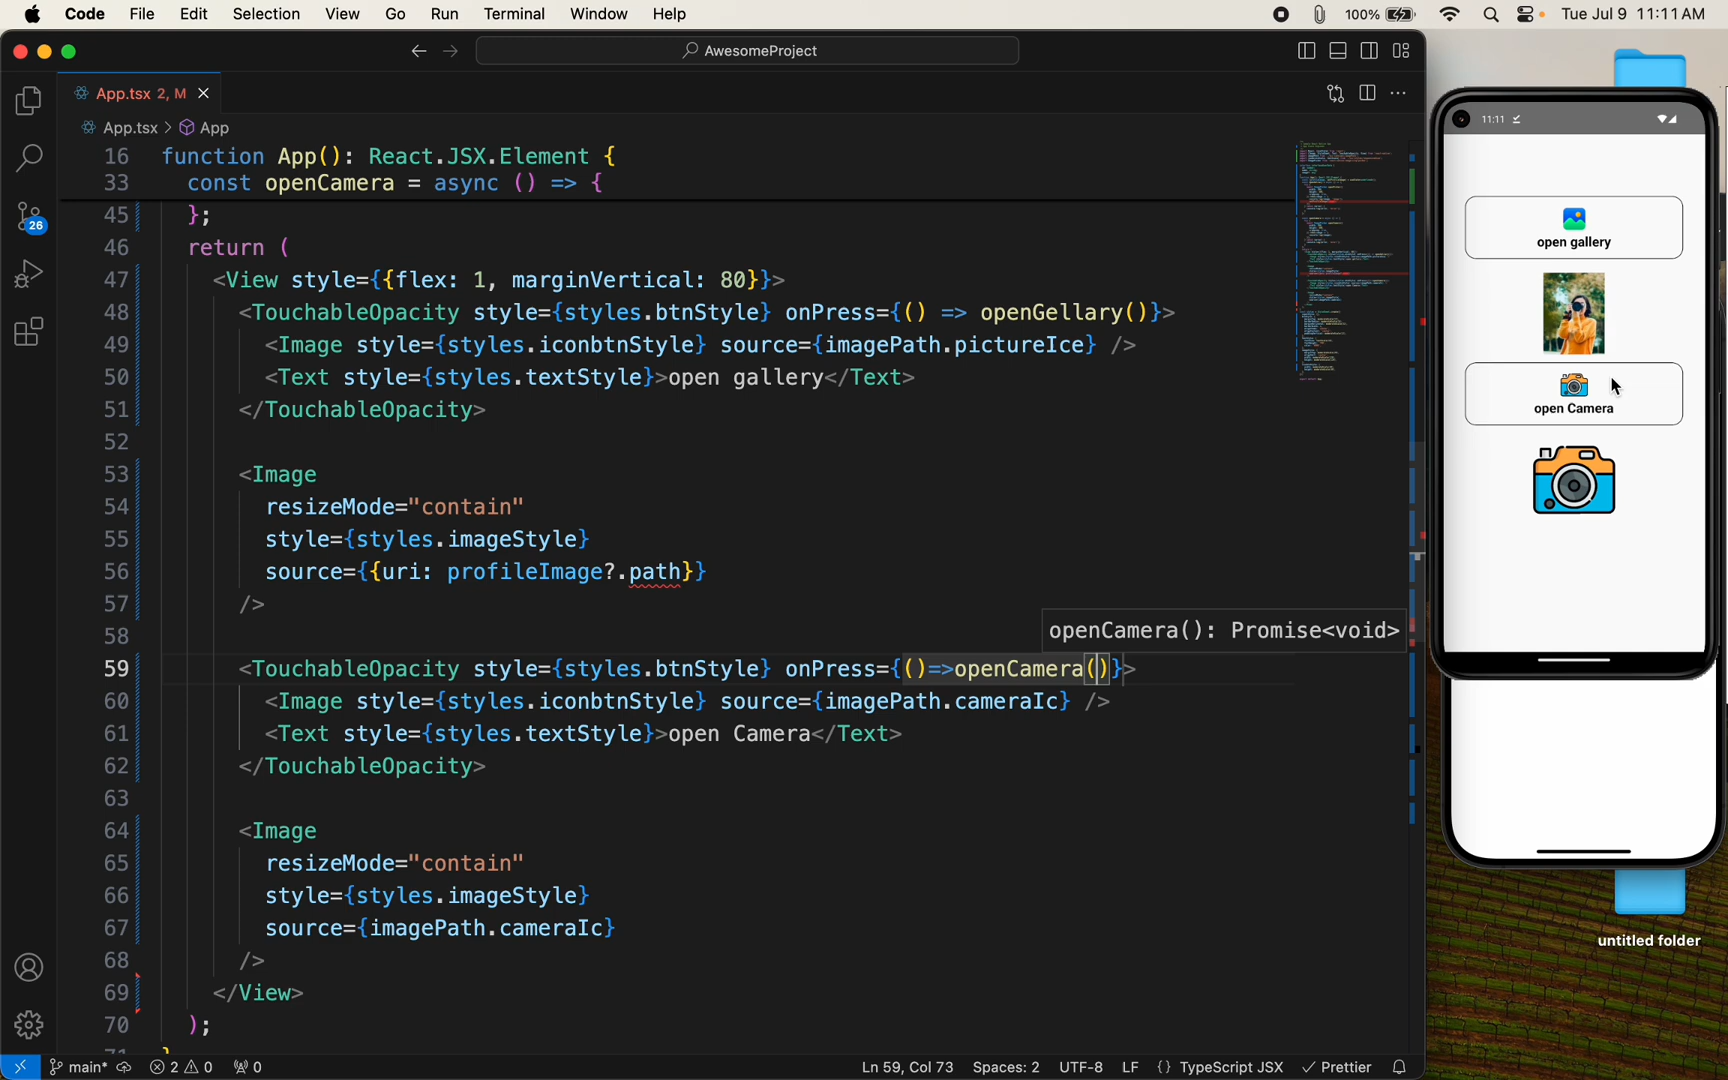 Code File Edit Selection View Go Run Terminal Window Help 100% Tue Jul 9 11:11 AM
AwesomeProject
App.tsx 2, M
App.tsx > App
16 function App(): React.JSX.Element {
33 const openCamera = async () => {
45 };
46 return (
47 <View style={{flex: 1, marginVertical: 80}}>
48 <TouchableOpacity style={styles.btnStyle} onPress={() => openGellary()}>
49 <Image style={styles.iconbtnStyle} source={imagePath.pictureIce} />
50 <Text style={styles.textStyle}>open gallery</Text>
51 </TouchableOpacity>
52
53 <Image
54 resizeMode="contain"
55 style={styles.imageStyle}
56 source={{uri: profileImage?.path}}
57 />
58
openCamera(): Promise<void>
59 <TouchableOpacity style={styles.btnStyle} onPress={()=>openCamera()}>
60 <Image style={styles.iconbtnStyle} source={imagePath.cameraIc} />
61 <Text style={styles.textStyle}>open Camera</Text>
62 </TouchableOpacity>
63
64 <Image
65 resizeMode="contain"
66 style={styles.imageStyle}
67 source={imagePath.cameraIc}
68 />
69 </View>
70 );
26
main* 2 0 0 Ln 59, Col 73 Spaces: 2 UTF-8 LF {} TypeScript JSX Prettier
11:11
open gallery
open Camera
untitled folder